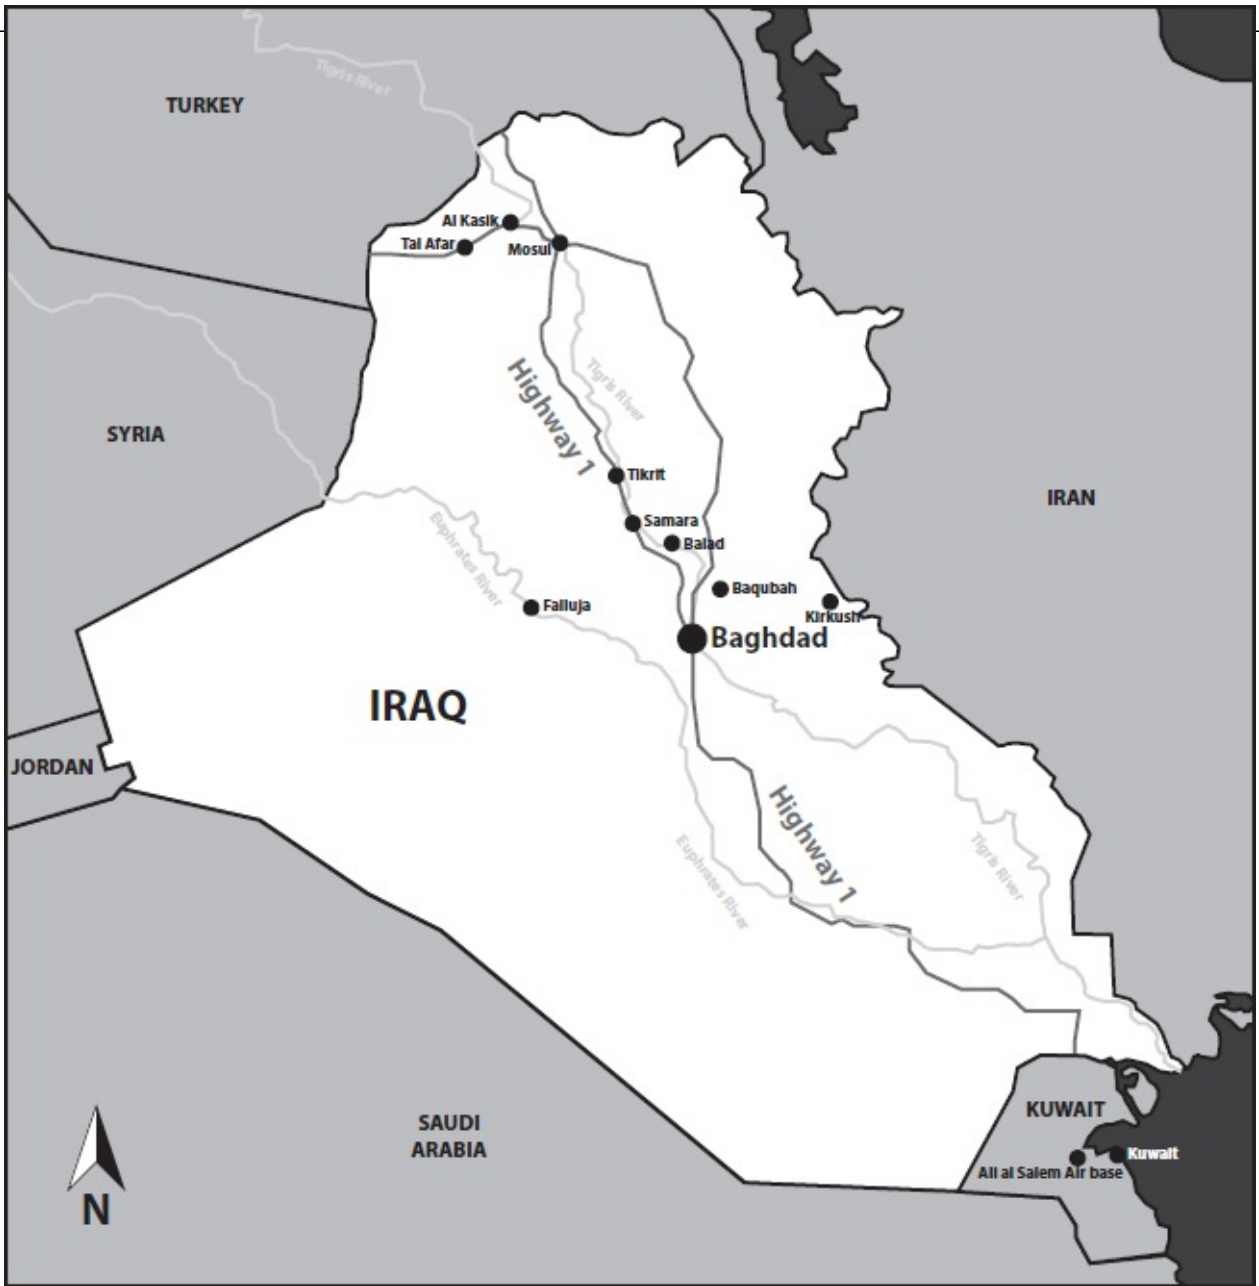 Tigris River
TURKEY
Al Kasik
Tal Afar
Mosul
Highway 1
Tigris River
SYRIA
Tikrit
IRAN
Samara
Balad
Euphrates River
Baqubah
Falluja
Kirkush
Baghdad
IRAQ
JORDAN
Highway 1
Tigris River
Euphrates River
SAUDI
ARABIA
KUWAIT
Kuwait
Ali al Salem Air base
N